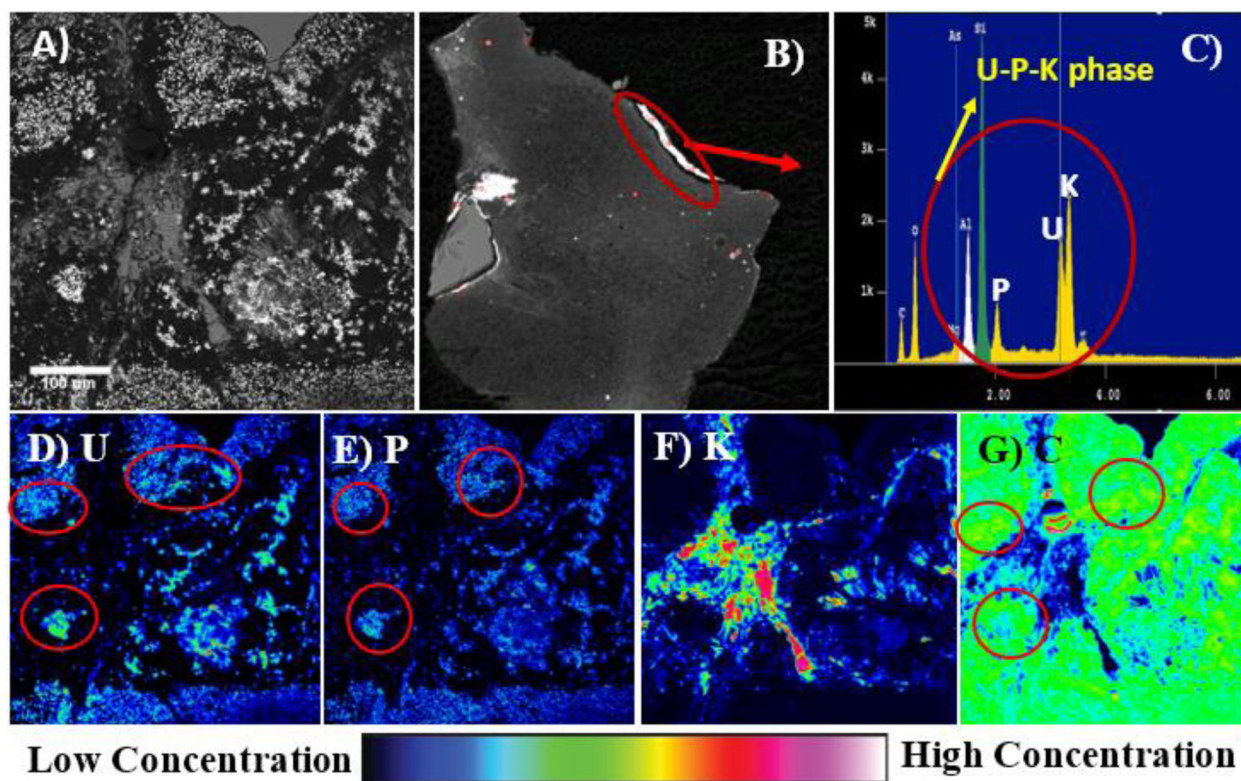 A)
100 um
B)
C)
5k
4k
3k
2k
1k
As
Si
U-P-K phase
K
U
Al
O
P
C
2.00
4.00
6.00
D) U
E) P
F) K
G) C
Low Concentration
High Concentration